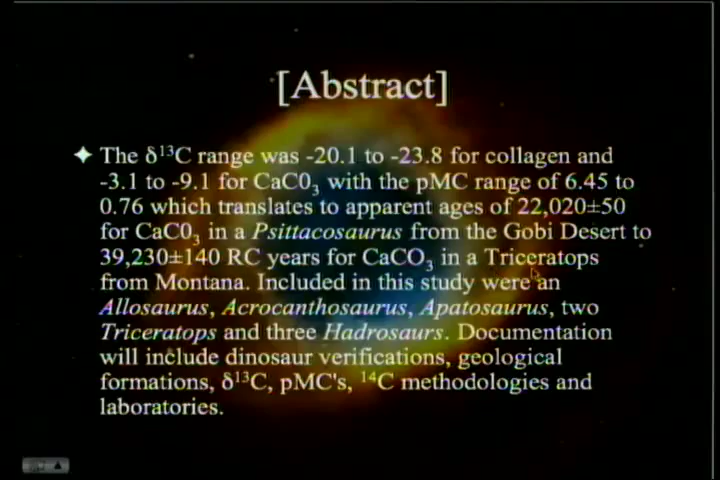 [Abstract]
The δ¹³C range was -20.1 to -23.8 for collagen and
-3.1 to -9.1 for CaC0₃ with the pMC range of 6.45 to
0.76 which translates to apparent ages of 22,020±50
for CaC0₃ in a Psittacosaurus from the Gobi Desert to
39,230±140 RC years for CaCO₃ in a Triceratops
from Montana. Included in this study were an
Allosaurus, Acrocanthosaurus, Apatosaurus, two
Triceratops and three Hadrosaurs. Documentation
will include dinosaur verifications, geological
formations, δ¹³C, pMC's, ¹⁴C methodologies and
laboratories.